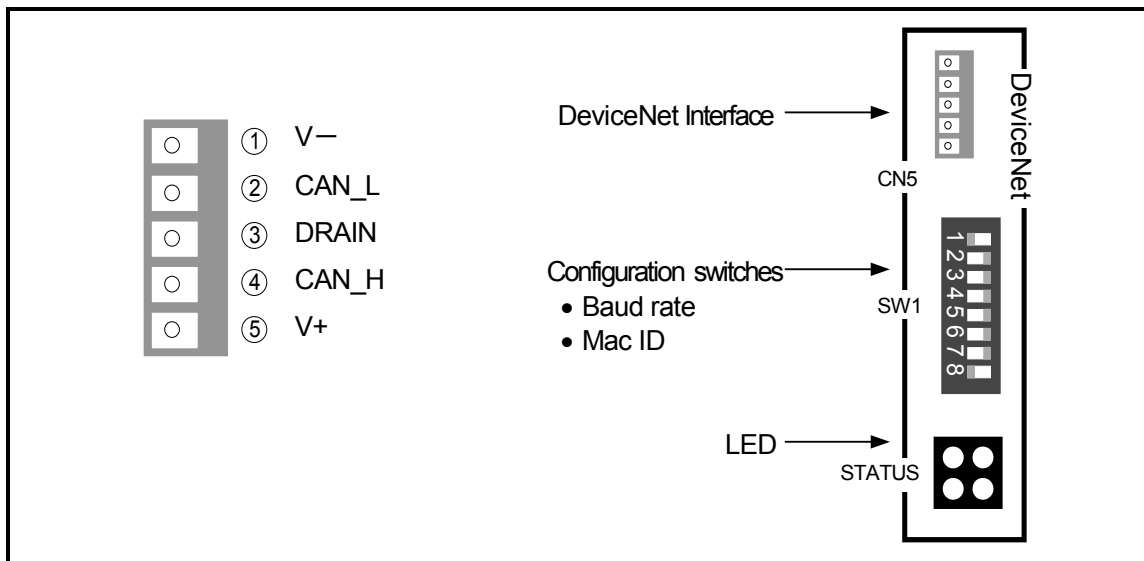 ① V－
② CAN_L
③ DRAIN
④ CAN_H
⑤ V+
DeviceNet Interface
CN5
DeviceNet
Configuration switches
• Baud rate
• Mac ID
SW1
1
2
3
4
5
6
7
8
LED
STATUS